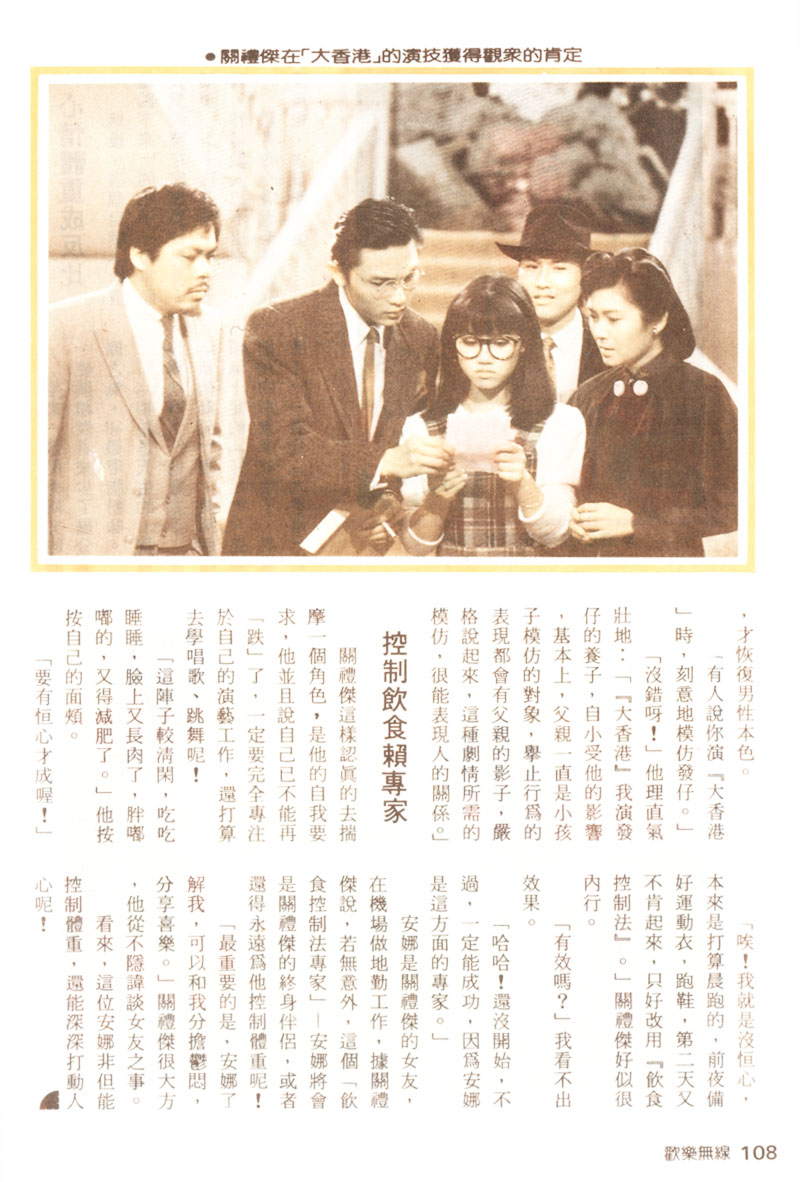 ●關禮傑在「大香港」的演技獲得觀衆的肯定
，才恢復男性本色。
「有人說你演『大香港
』時，刻意地模仿發仔。」
「沒錯呀！」他理直氣
壯地：「『大香港』我演發
仔的養子，自小受他的影響
，基本上，父親一直是小孩
子模仿的對象，擧止行爲的
表現都會有父親的影子，嚴
格說起來，這種劇情所需的
模仿，很能表現人的關係。」
控制飲食賴專家
關禮傑這樣認眞的去揣
摩一個角色，是他的自我要
求，他並且說自己已不能再
「跌」了，一定要完全專注
於自己的演藝工作，還打算
去學唱歌、跳舞呢！
「這陣子較淸閑，吃吃
睡睡，臉上又長肉了，胖嘟
嘟的，又得減肥了。」他按
按自己的面頰。
「要有恒心才成喔！」
「唉！我就是沒恒心，
本來是打算晨跑的，前夜備
好運動衣，跑鞋，第二天又
不肯起來，只好改用『飲食
控制法』。」關禮傑好似很
內行。
「有效嗎？」我看不出
效果。
「哈哈！還沒開始，不
過，一定能成功，因爲安娜
是這方面的專家。」
安娜是關禮傑的女友，
在機場做地勤工作，據關禮
傑說，若無意外，這個「飲
食控制法專家」－安娜將會
是關禮傑的終身伴侶，或者
還得永遠爲他控制體重呢！
「最重要的是，安娜了
解我，可以和我分擔鬱悶，
分享喜樂。」關禮傑很大方
，他從不隱諱談女友之事。
看來，這位安娜非但能
控制體重，還能深深打動人
心呢！
歡樂無線 108